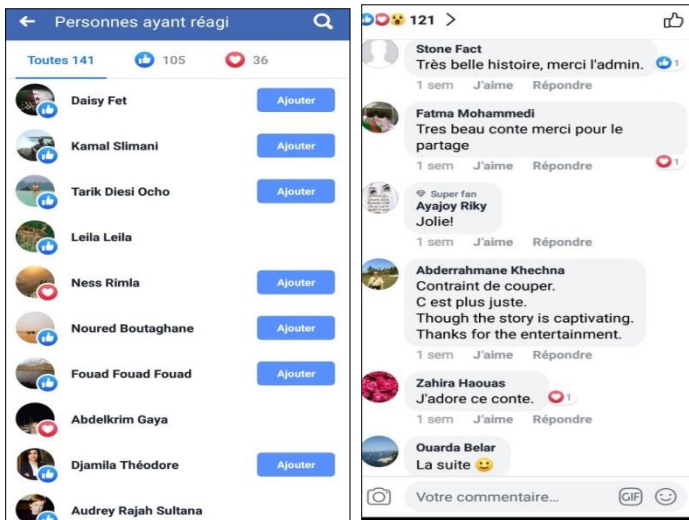 Personnes ayant réagi
Toutes 141 105 36
Daisy Fet Ajouter
Kamal Slimani Ajouter
Tarik Diesi Ocho Ajouter
Leila Leila
Ness Rimla Ajouter
Noured Boutaghane Ajouter
Fouad Fouad Fouad Ajouter
Abdelkrim Gaya
Djamila Théodore Ajouter
Audrey Rajah Sultana
121 >
Stone Fact
Très belle histoire, merci l'admin. 1
1 sem J'aime Répondre
Fatma Mohammedi
Tres beau conte merci pour le
partage
1 sem J'aime Répondre 1
Super fan
Ayajoy Riky
Jolie!
1 sem J'aime Répondre
Abderrahmane Khechna
Contraint de couper.
C est plus juste.
Though the story is captivating.
Thanks for the entertainment.
1 sem J'aime Répondre
Zahira Haouas
J'adore ce conte. 1
1 sem J'aime Répondre
Ouarda Belar
La suite 😀
Votre commentaire... GIF